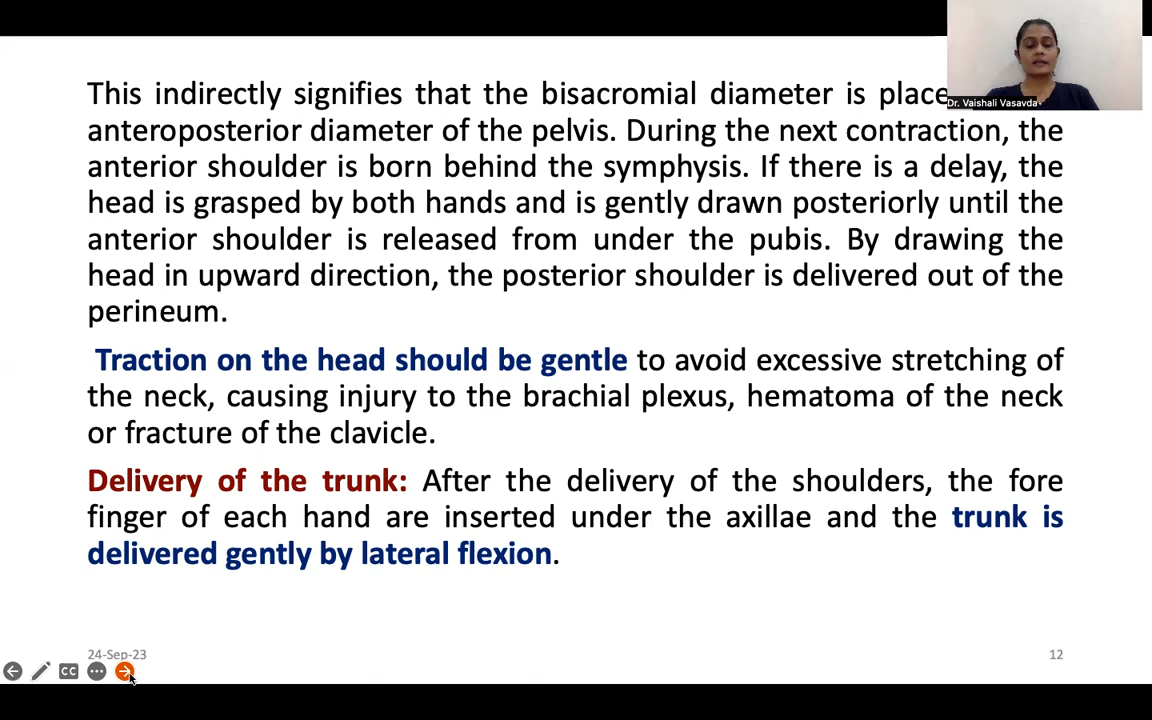 This indirectly signifies that the bisacromial diameter is place
anteroposterior diameter of the pelvis. During the next contraction, the
anterior shoulder is born behind the symphysis. If there is a delay, the
head is grasped by both hands and is gently drawn posteriorly until the
anterior shoulder is released from under the pubis. By drawing the
head in upward direction, the posterior shoulder is delivered out of the
perineum.
Traction on the head should be gentle to avoid excessive stretching of
the neck, causing injury to the brachial plexus, hematoma of the neck
or fracture of the clavicle.
Delivery of the trunk: After the delivery of the shoulders, the fore
finger of each hand are inserted under the axillae and the trunk is
delivered gently by lateral flexion.
Dr. Vaishali Vasavda
24-Sep-23
12
CC